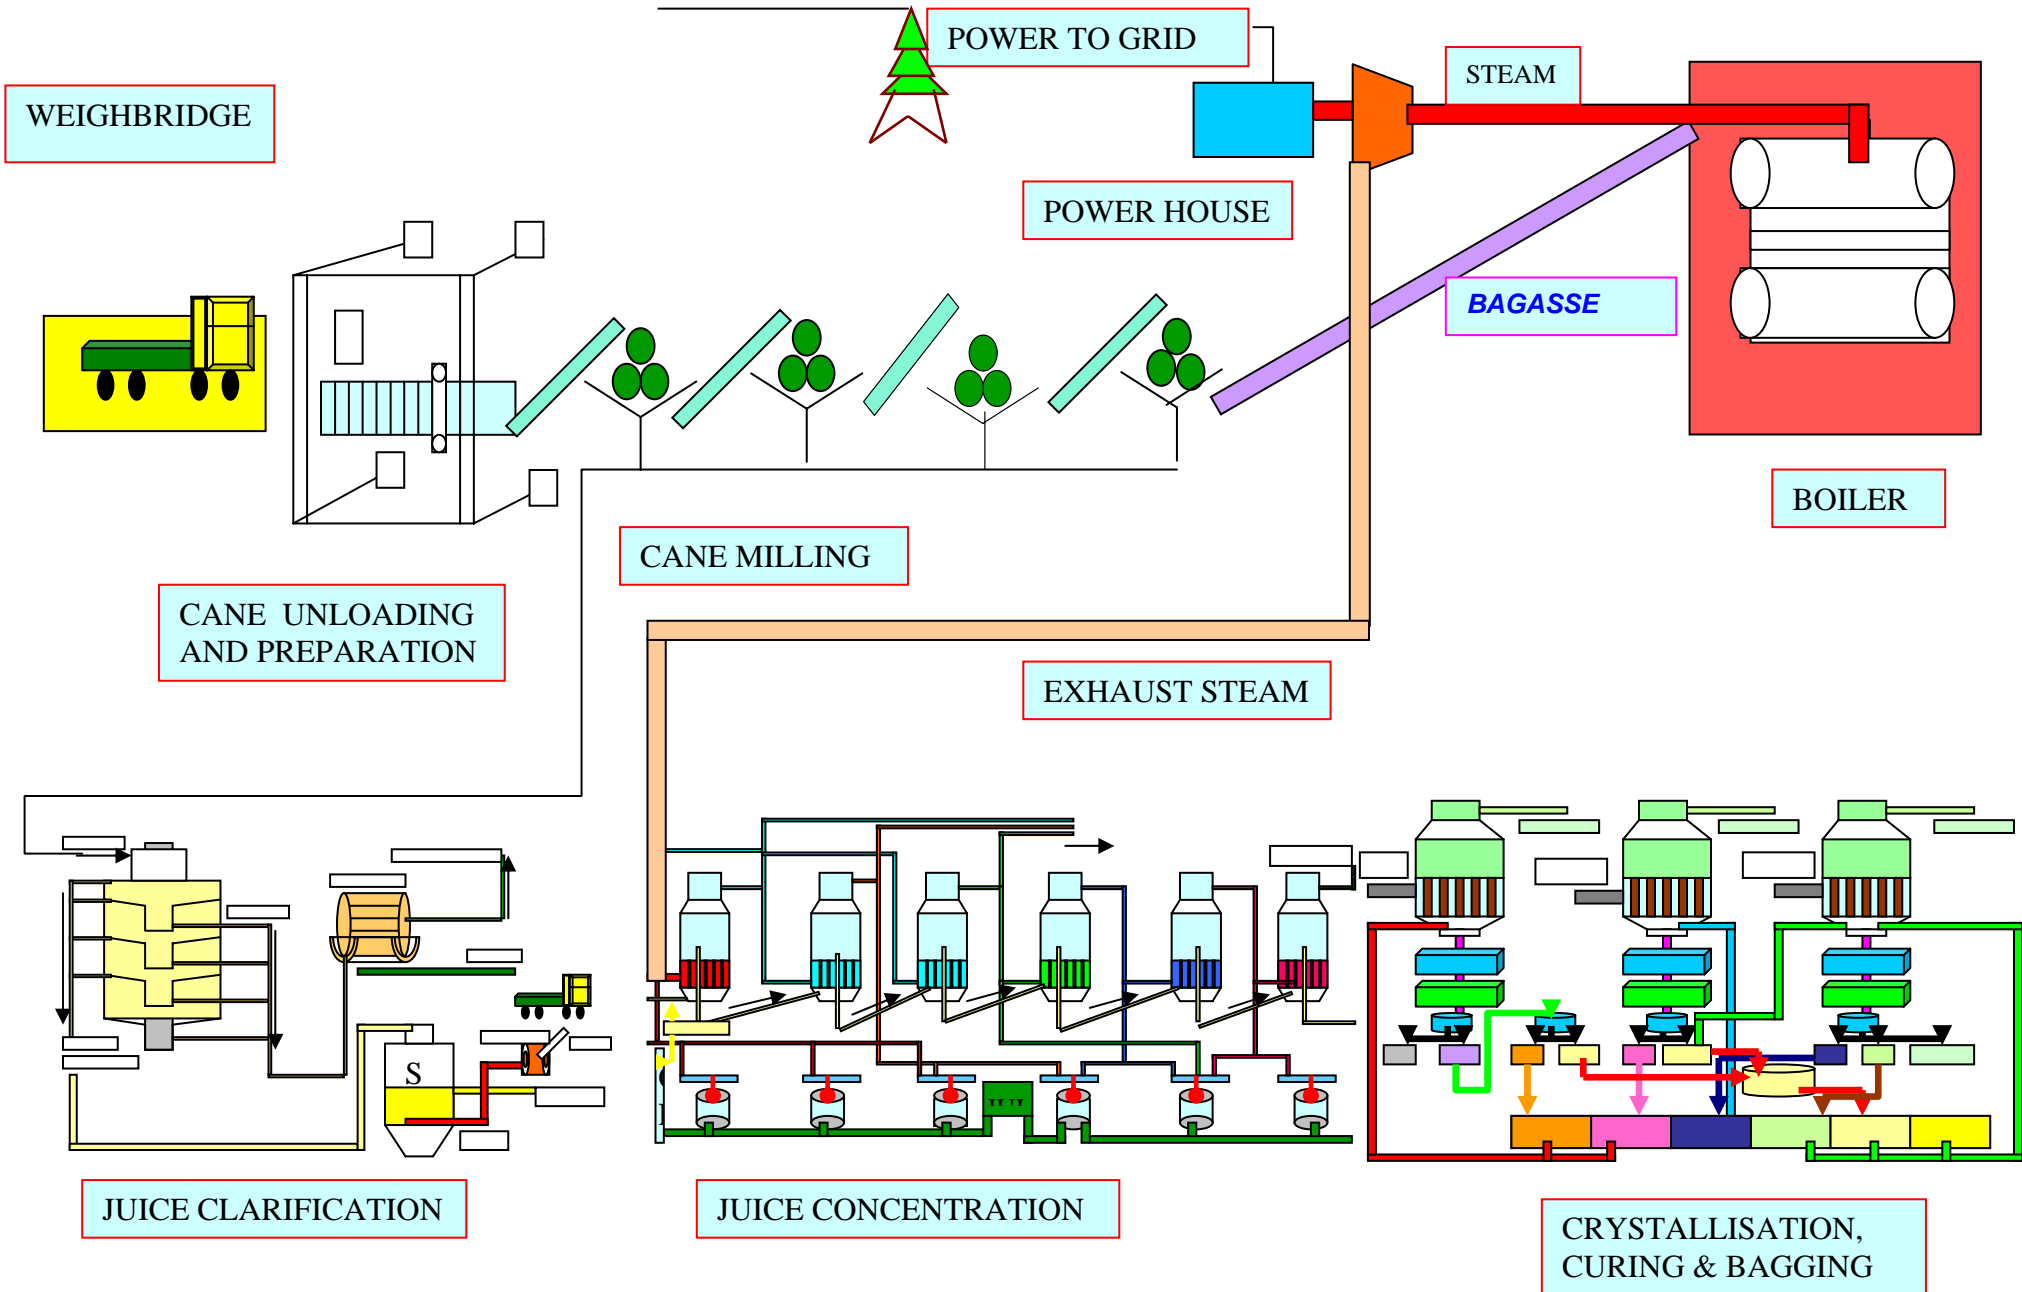 POWER TO GRID
STEAM
WEIGHBRIDGE
POWER HOUSE
BAGASSE
BOILER
CANE MILLING
CANE  UNLOADING
AND PREPARATION
EXHAUST STEAM
S
JUICE CLARIFICATION
JUICE CONCENTRATION
CRYSTALLISATION,
CURING & BAGGING